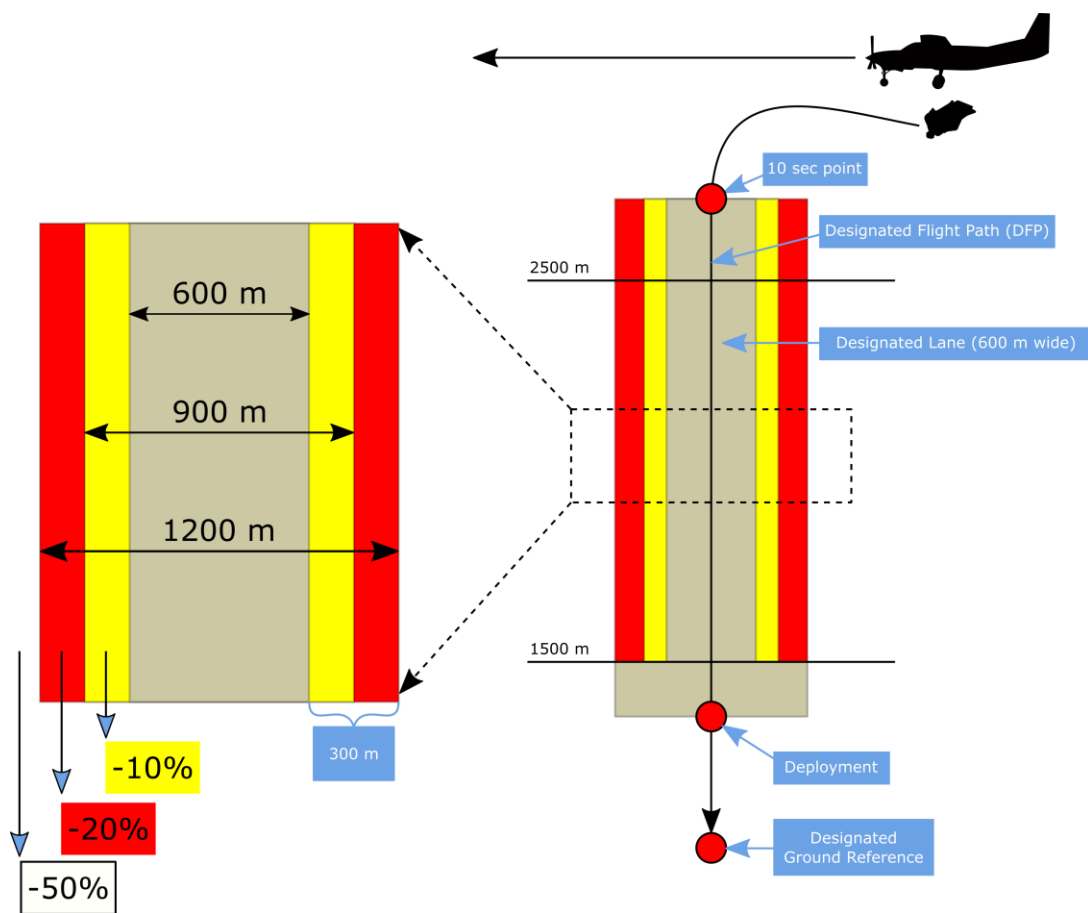 10 sec point
Designated Flight Path (DFP)
2500 m
600 m
Designated Lane (600 m wide)
900 m
1200 m
1500 m
300 m
-10%
Deployment
-20%
Designated
Ground Reference
-50%